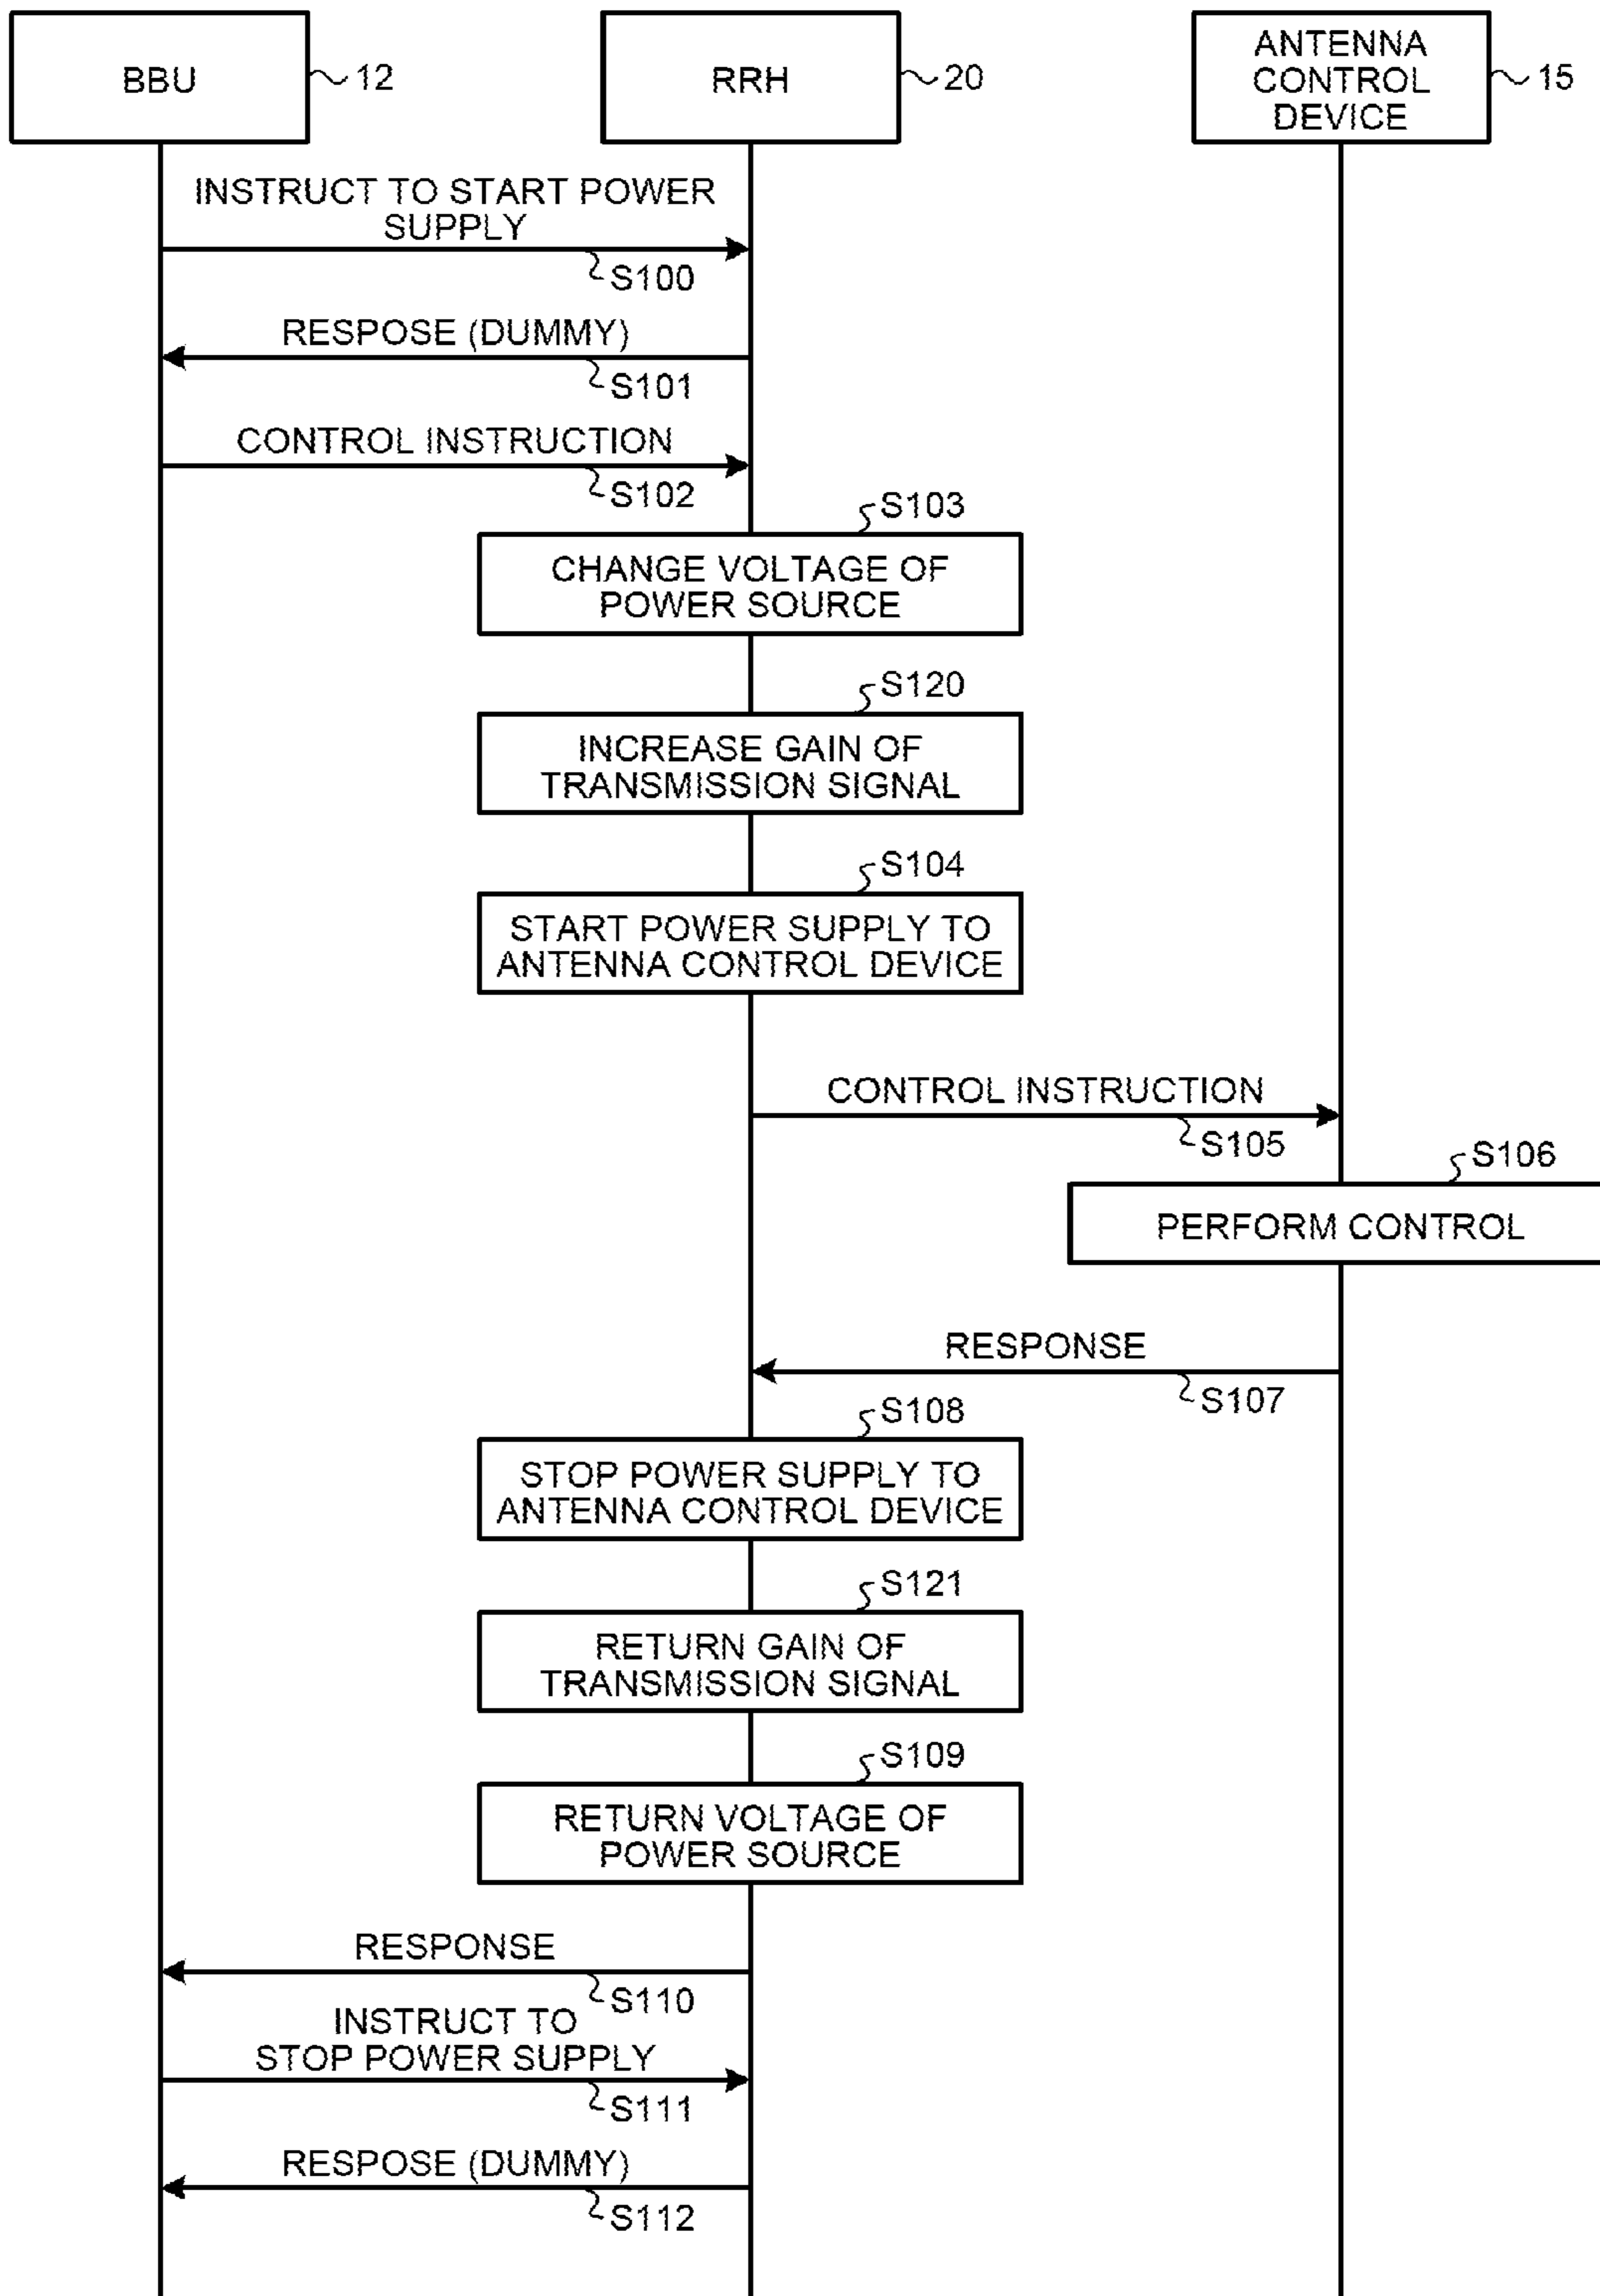 BBU
12
RRH
20
ANTENNA
CONTROL
DEVICE
15
INSTRUCT TO START POWER
SUPPLY
S100
RESPOSE (DUMMY)
S101
CONTROL INSTRUCTION
S102
S103
CHANGE VOLTAGE OF
POWER SOURCE
S120
INCREASE GAIN OF
TRANSMISSION SIGNAL
S104
START POWER SUPPLY TO
ANTENNA CONTROL DEVICE
CONTROL INSTRUCTION
S105
S106
PERFORM CONTROL
RESPONSE
S107
S108
STOP POWER SUPPLY TO
ANTENNA CONTROL DEVICE
S121
RETURN GAIN OF
TRANSMISSION SIGNAL
S109
RETURN VOLTAGE OF
POWER SOURCE
RESPONSE
S110
INSTRUCT TO
STOP POWER SUPPLY
S111
RESPOSE (DUMMY)
S112